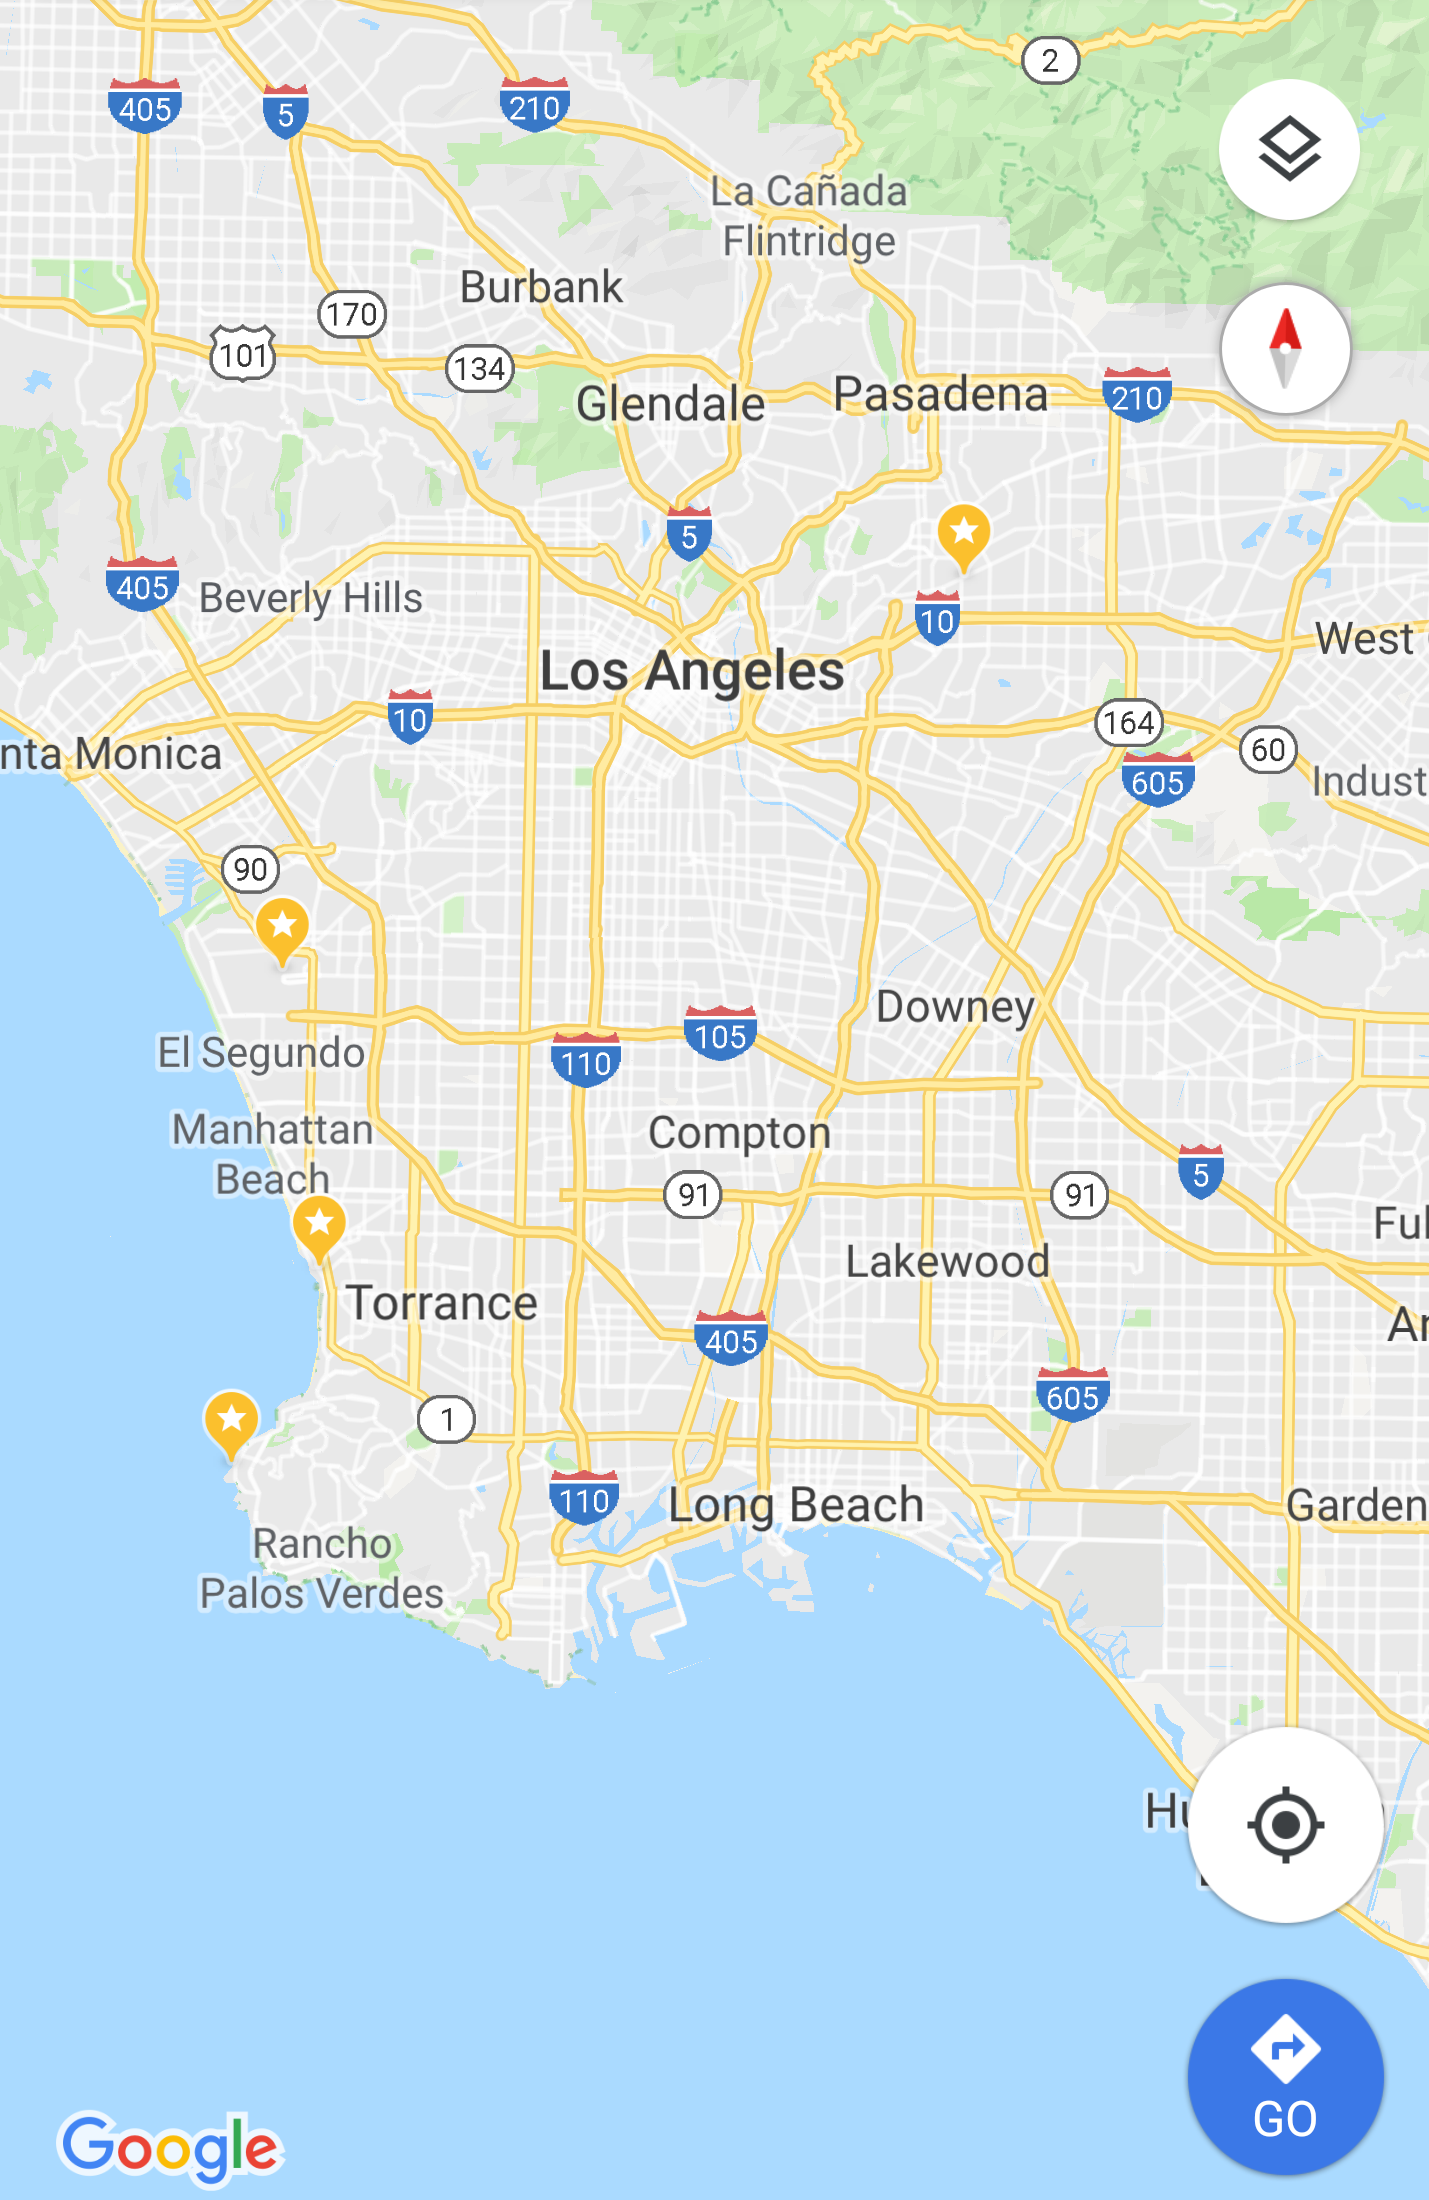 2
405
5
210
La Cañada
Flintridge
Burbank
170
101
134
Glendale
Pasadena
210
5
405
Beverly Hills
10
West
Los Angeles
10
164
60
nta Monica
605
Indust
90
Downey
105
El Segundo
110
Manhattan
Beach
Compton
5
91
91
Ful
Lakewood
Torrance
Ar
405
605
1
110
Long Beach
Garden
Rancho
Palos Verdes
Hu
GO
Google